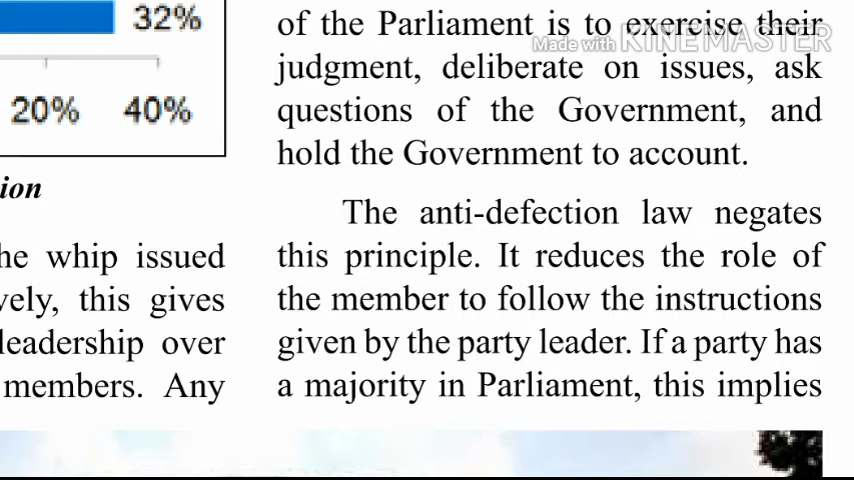 32%
20% 40%
ion
he whip issued
vely, this gives
leadership over
members. Any
Made with KINEMASTER
of the Parliament is to exercise their
judgment, deliberate on issues, ask
questions of the Government, and
hold the Government to account.
The anti-defection law negates
this principle. It reduces the role of
the member to follow the instructions
given by the party leader. If a party has
a majority in Parliament, this implies